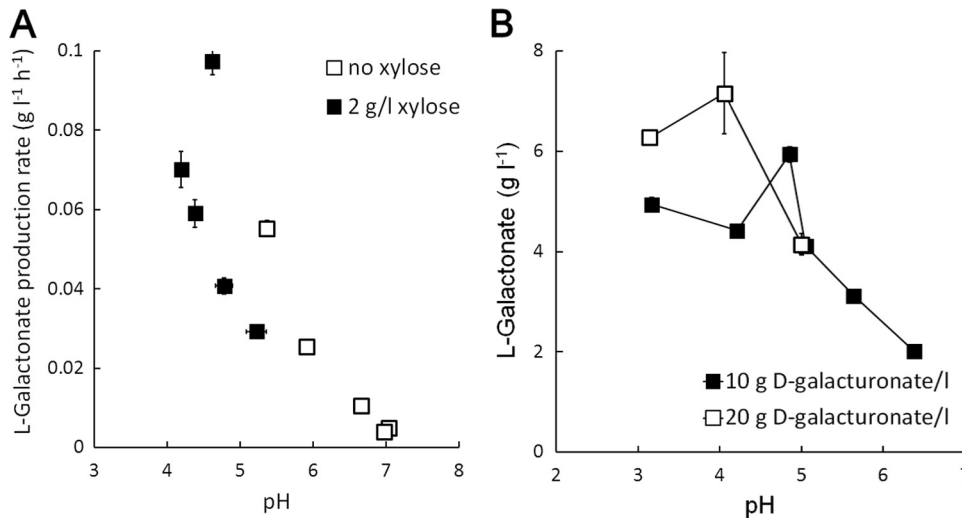 A
L-Galactonate production rate (g l-1 h-1)
0.1
0.08
0.06
0.04
0.02
0
3 4 5 6 7 8
pH
no xylose
2 g/l xylose
B
L-Galactonate (g l-1)
8
6
4
2
0
2 3 4 5 6 7
pH
10 g D-galacturonate/l
20 g D-galacturonate/l